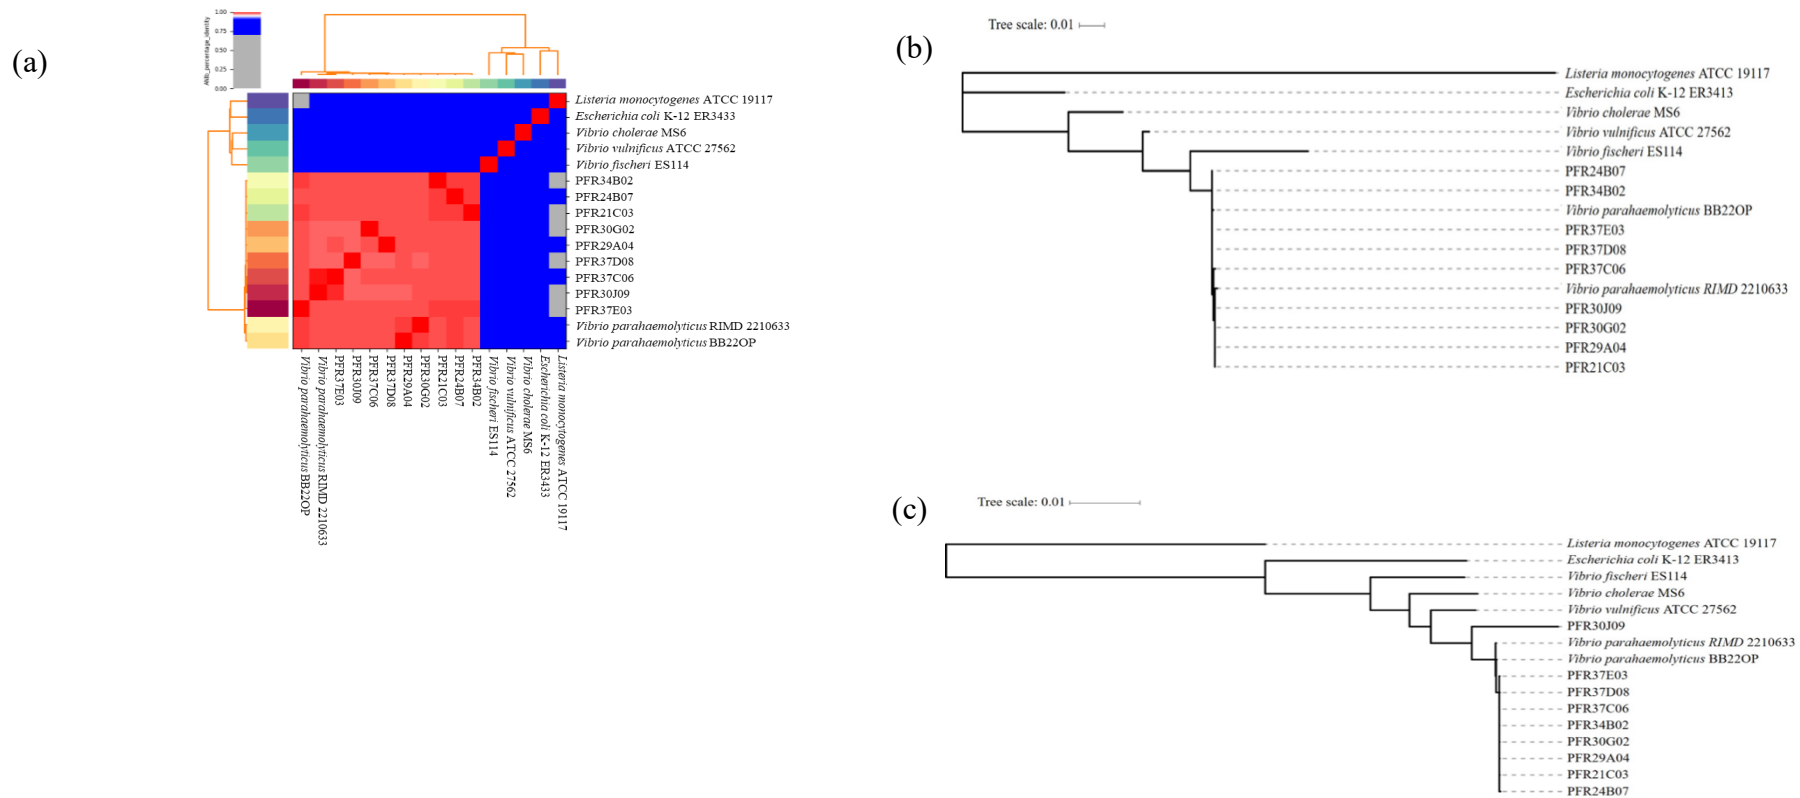 (a)
1.00
0.75
0.50
0.25
0.00
ANIb_percentage_identity
Listeria monocytogenes ATCC 19117
Escherichia coli K-12 ER3433
Vibrio cholerae MS6
Vibrio vulnificus ATCC 27562
Vibrio fischeri ES114
PFR34B02
PFR24B07
PFR21C03
PFR30G02
PFR29A04
PFR37D08
PFR37C06
PFR30J09
PFR37E03
Vibrio parahaemolyticus RIMD 2210633
Vibrio parahaemolyticus BB22OP
Vibrio parahaemolyticus BB22OP
Vibrio parahaemolyticus RIMD 2210633
PFR37E03
PFR30J09
PFR37C06
PFR37D08
PFR29A04
PFR30G02
PFR21C03
PFR24B07
PFR34B02
Vibrio fischeri ES114
Vibrio vulnificus ATCC 27562
Vibrio cholerae MS6
Escherichia coli K-12 ER3433
Listeria monocytogenes ATCC 19117
(b)
Tree scale: 0.01
Listeria monocytogenes ATCC 19117
Escherichia coli K-12 ER3413
Vibrio cholerae MS6
Vibrio vulnificus ATCC 27562
Vibrio fischeri ES114
PFR24B07
PFR34B02
Vibrio parahaemolyticus BB22OP
PFR37E03
PFR37D08
PFR37C06
Vibrio parahaemolyticus RIMD 2210633
PFR30J09
PFR30G02
PFR29A04
PFR21C03
(c)
Tree scale: 0.01
Listeria monocytogenes ATCC 19117
Escherichia coli K-12 ER3413
Vibrio fischeri ES114
Vibrio cholerae MS6
Vibrio vulnificus ATCC 27562
PFR30J09
Vibrio parahaemolyticus RIMD 2210633
Vibrio parahaemolyticus BB22OP
PFR37E03
PFR37D08
PFR37C06
PFR34B02
PFR30G02
PFR29A04
PFR21C03
PFR24B07